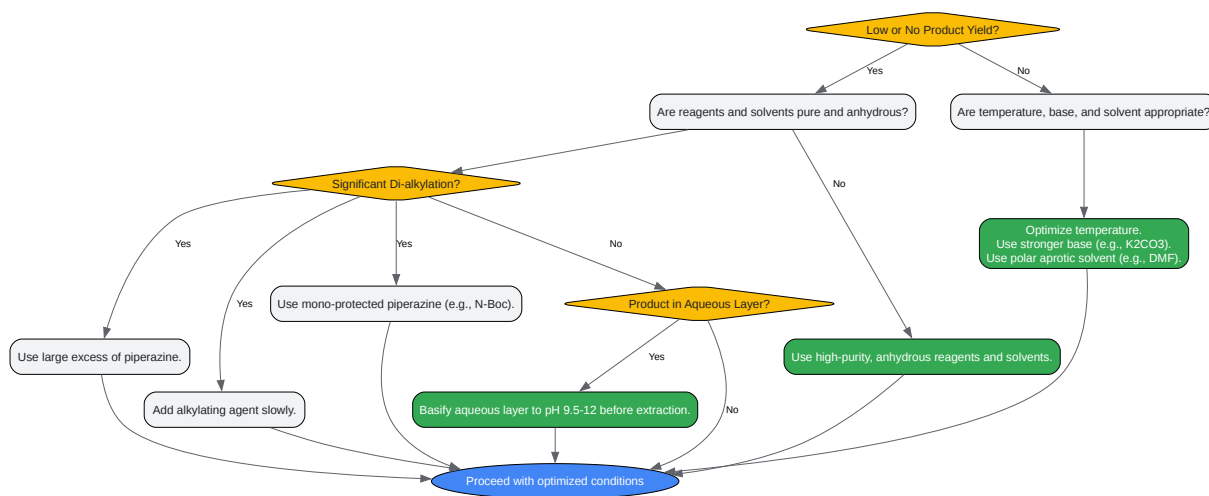 Low or No Product Yield?
Yes
No
Are reagents and solvents pure and anhydrous?
Are temperature, base, and solvent appropriate?
Significant Di-alkylation?
No
Yes
Yes
No
Optimize temperature.
Use stronger base (e.g., K2CO3).
Use polar aprotic solvent (e.g., DMF).
Yes
Use mono-protected piperazine (e.g., N-Boc).
Product in Aqueous Layer?
Use large excess of piperazine.
Yes
Use high-purity, anhydrous reagents and solvents.
Add alkylating agent slowly.
Basify aqueous layer to pH 9.5-12 before extraction.
No
Proceed with optimized conditions